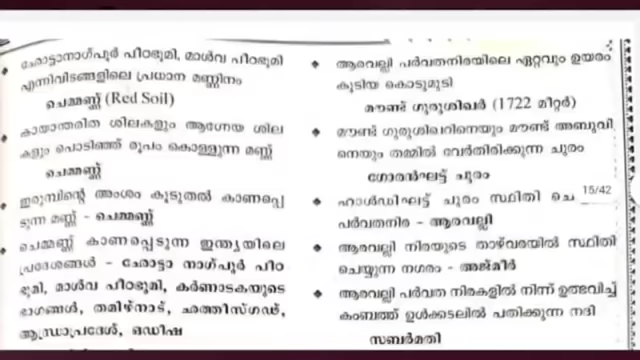 ഛോട്ടാനാഗ്പൂർ പീഠഭൂമി, മാൾവ പീഠഭൂമി
എന്നിവിടങ്ങളിലെ പ്രധാന മണ്ണിനം
ചെമ്മണ്ണ് (Red Soil)
കായാന്തരിത ശിലകളും ആഗ്നേയ ശില
കളും പൊടിഞ്ഞ് രൂപം കൊള്ളുന്ന മണ്ണ്
ചെമ്മണ്ണ്
ഇരുമ്പിന്റെ അംശം കൂടുതൽ കാണപ്പെ
ടുന്ന മണ്ണ് - ചെമ്മണ്ണ്
ചെമ്മണ്ണ് കാണപ്പെടുന്ന ഇന്ത്യയിലെ
പ്രദേശങ്ങൾ - ഛോട്ടാ നാഗ്പൂർ പീഠ
ഭൂമി, മാൾവ പീഠഭൂമി, കർണാടകയുടെ
ഭാഗങ്ങൾ, തമിഴ്നാട്, ഛത്തീസ്ഗഢ്,
ആന്ധ്രാപ്രദേശ്, ഒഡീഷ
ആരവല്ലി പർവതനിരയിലെ ഏറ്റവും ഉയരം
കൂടിയ കൊടുമുടി
മൗണ്ട് ഗുരുശിഖർ (1722 മീറ്റർ)
മൗണ്ട് ഗുരുശിഖറിനെയും മൗണ്ട് അബുവി
നെയും തമ്മിൽ വേർതിരിക്കുന്ന ചുരം
ഗോരൻഘട്ട് ചുരം
ഹാൾഡിഘട്ട് ചുരം സ്ഥിതി ചെ
15/42
പർവതനിര - ആരവല്ലി
ആരവല്ലി നിരയുടെ താഴ്വരയിൽ സ്ഥിതി
ചെയ്യുന്ന നഗരം - അജ്മീർ
ആരവല്ലി പർവത നിരകളിൽ നിന്ന് ഉത്ഭവിച്ച്
കംബത്ത് ഉൾക്കടലിൽ പതിക്കുന്ന നദി
സബർമതി